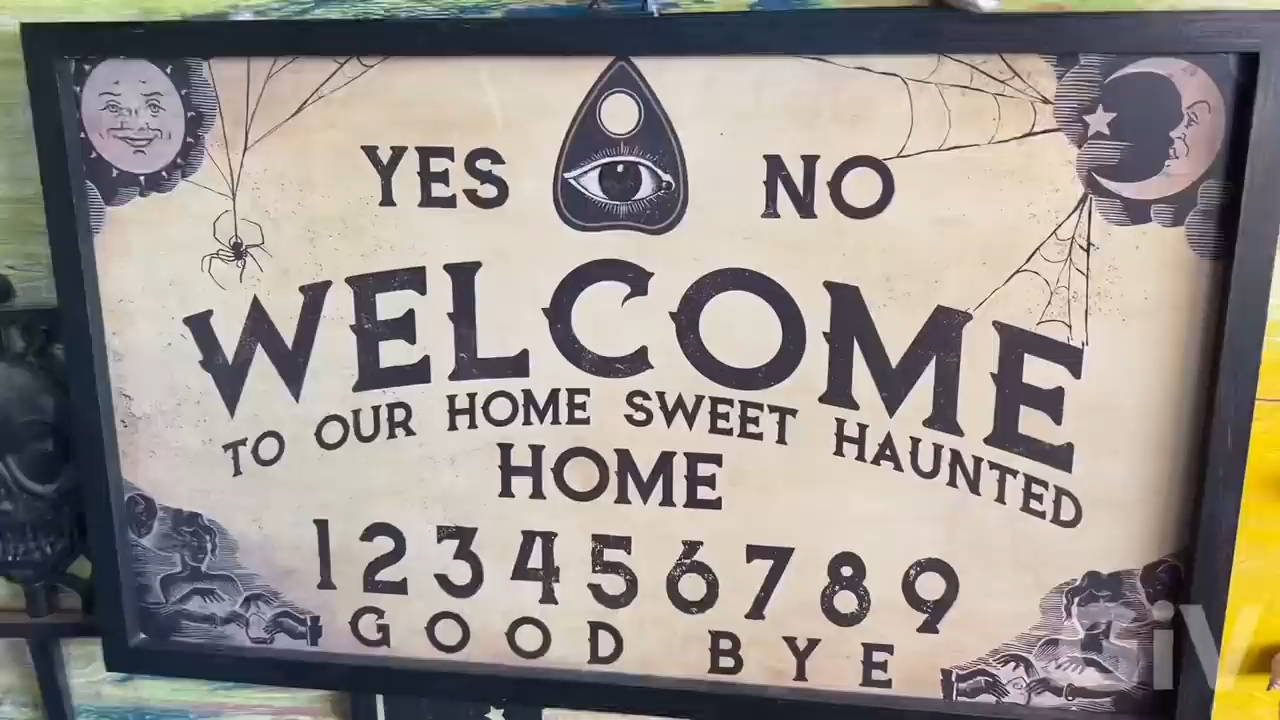 YES NO
WELCOME
TO OUR HOME SWEET HAUNTED
HOME
1 2 3 4 5 6 7 8 9
GOOD BYE
iV